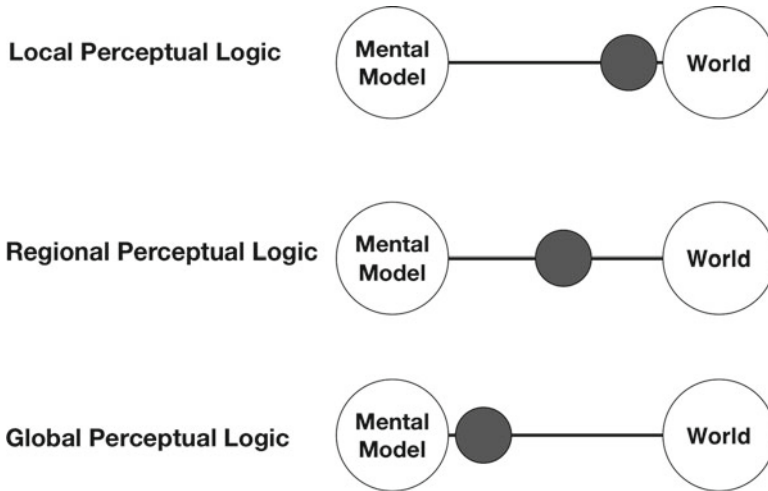 Local Perceptual Logic
Mental
Model
World
Regional Perceptual Logic
Mental
Model
World
Global Perceptual Logic
Mental
Model
World